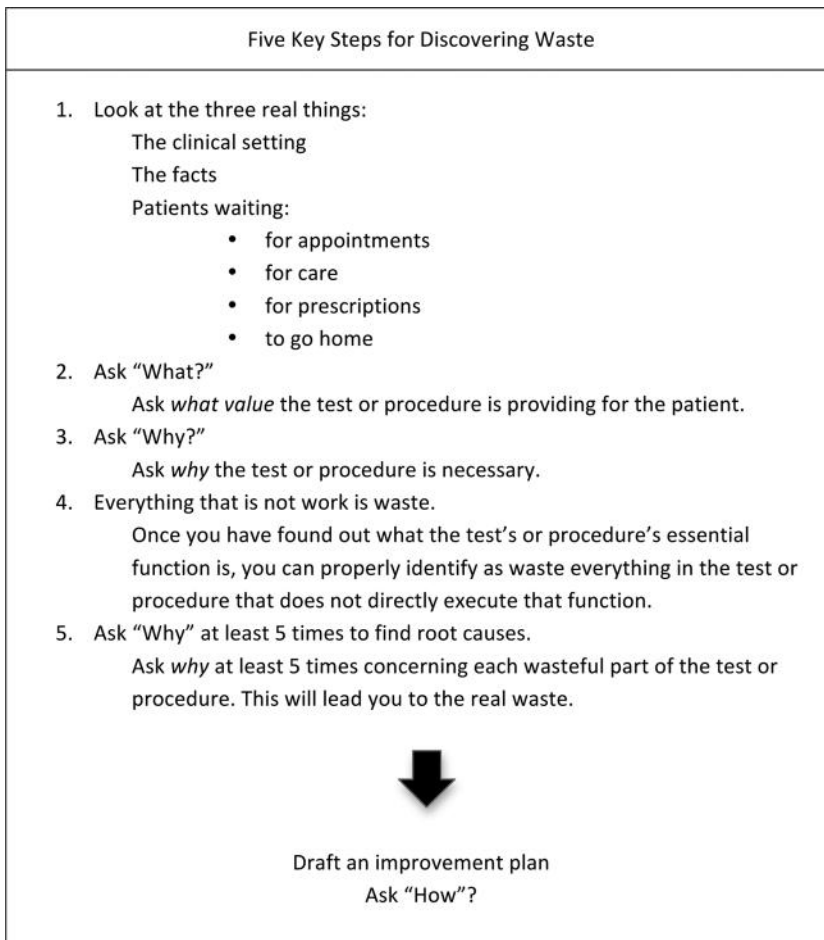 Five Key Steps for Discovering Waste
1. Look at the three real things:
The clinical setting
The facts
Patients waiting:
• for appointments
• for care
• for prescriptions
• to go home
2. Ask “What?”
Ask what value the test or procedure is providing for the patient.
3. Ask “Why?”
Ask why the test or procedure is necessary.
4. Everything that is not work is waste.
Once you have found out what the test’s or procedure’s essential
function is, you can properly identify as waste everything in the test or
procedure that does not directly execute that function.
5. Ask “Why” at least 5 times to find root causes.
Ask why at least 5 times concerning each wasteful part of the test or
procedure. This will lead you to the real waste.
Draft an improvement plan
Ask “How”?